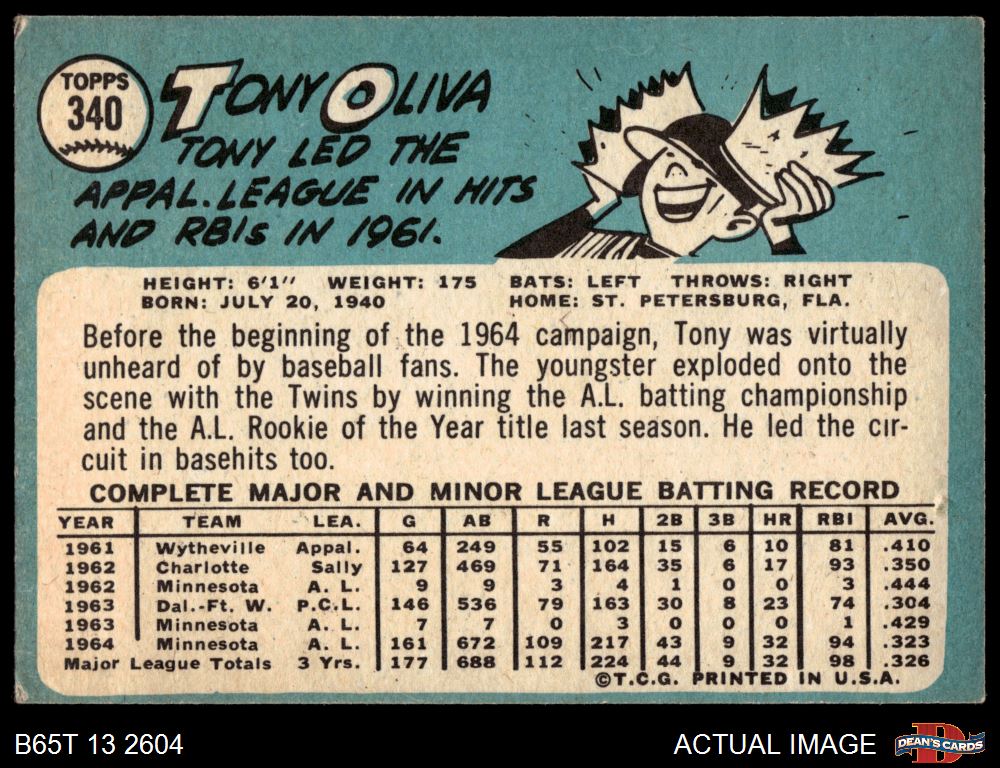 TOPPS
340
TONY OLIVA
TONY LED THE
APPAL. LEAGUE IN HITS
AND RBIs IN 1961.
HEIGHT: 6'1" WEIGHT: 175 BATS: LEFT THROWS: RIGHT
BORN: JULY 20, 1940 HOME: ST. PETERSBURG, FLA.
Before the beginning of the 1964 campaign, Tony was virtually
unheard of by baseball fans. The youngster exploded onto the
scene with the Twins by winning the A.L. batting championship
and the A.L. Rookie of the Year title last season. He led the cir-
cuit in basehits too.
COMPLETE MAJOR AND MINOR LEAGUE BATTING RECORD
YEAR TEAM LEA. G AB R H 2B 3B HR RBI AVG.
1961 Wytheville Appal. 64 249 55 102 15 6 10 81 .410
1962 Charlotte Sally 127 469 71 164 35 6 17 93 .350
1962 Minnesota A. L. 9 9 3 4 1 0 0 3 .444
1963 Dal.-Ft. W. P.C.L. 146 536 79 163 30 8 23 74 .304
1963 Minnesota A. L. 7 7 0 3 0 0 0 1 .429
1964 Minnesota A. L. 161 672 109 217 43 9 32 94 .323
Major League Totals 3 Yrs. 177 688 112 224 44 9 32 98 .326
©T.C.G. PRINTED IN U.S.A.
B65T 13 2604 ACTUAL IMAGE D DEAN'S CARDS